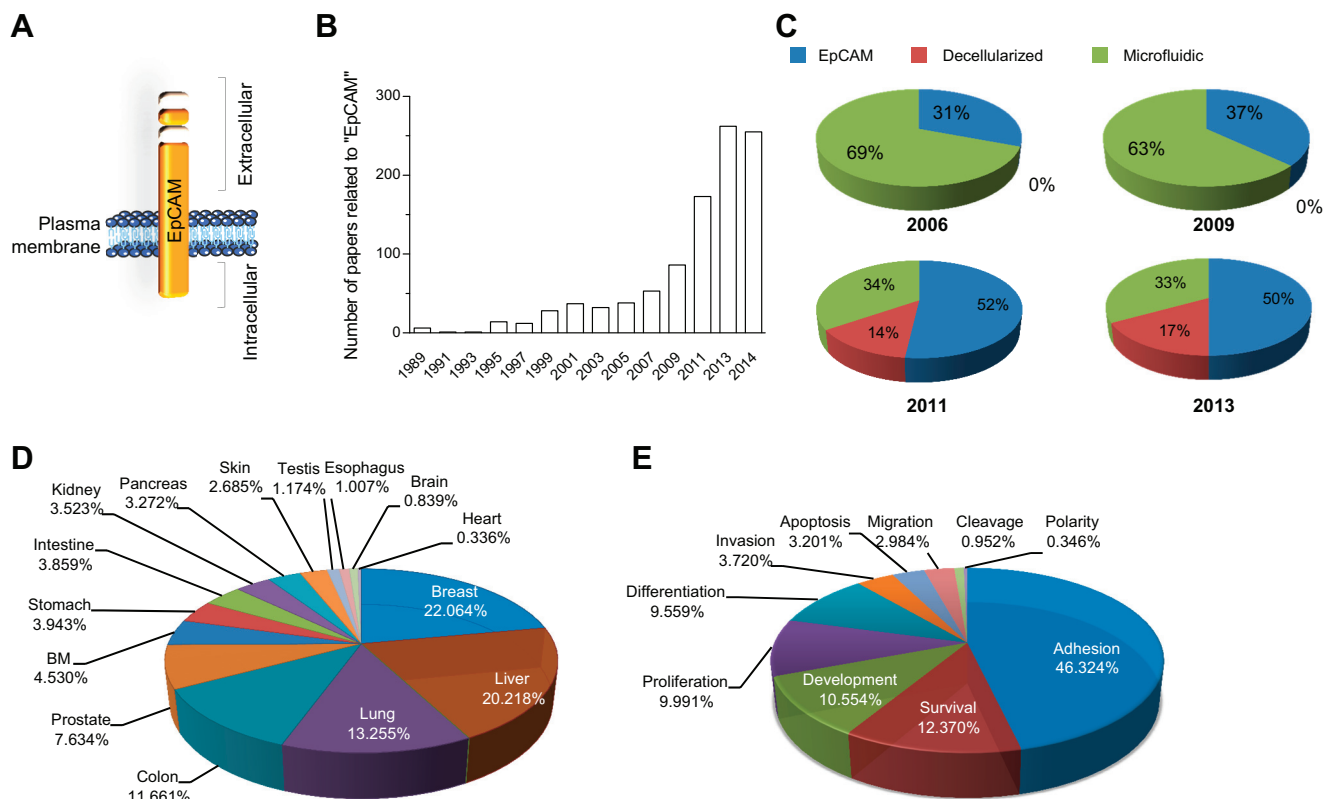 A
Extracellular
EpCAM
Plasma
membrane
Intracellular
B
Number of papers related to "EpCAM"
300
200
100
0
1989
1991
1993
1995
1997
1999
2001
2003
2005
2007
2009
2011
2013
2014
C
EpCAM
Decellularized
Microfluidic
31%
69%
0%
2006
37%
63%
0%
2009
34%
52%
14%
2011
33%
50%
17%
2013
D
Breast
22.064%
Liver
20.218%
Lung
13.255%
Colon
11.661%
Prostate
7.634%
BM
4.530%
Stomach
3.943%
Intestine
3.859%
Kidney
3.523%
Pancreas
3.272%
Skin
2.685%
Testis
1.174%
Esophagus
1.007%
Brain
0.839%
Heart
0.336%
E
Adhesion
46.324%
Survival
12.370%
Development
10.554%
Proliferation
9.991%
Differentiation
9.559%
Invasion
3.720%
Apoptosis
3.201%
Migration
2.984%
Cleavage
0.952%
Polarity
0.346%